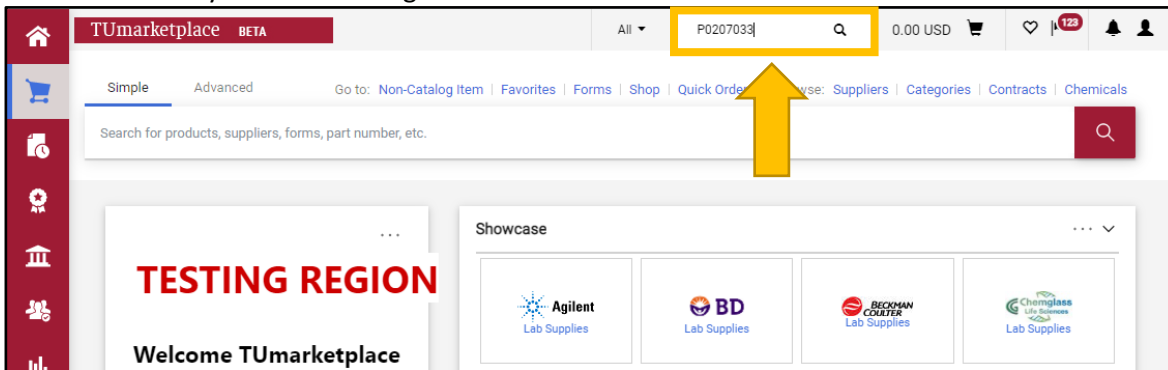 TUmarketplace BETA
All
P0207033
0.00 USD
123
Simple Advanced
Go to: Non-Catalog Item | Favorites | Forms | Shop | Quick Order
Suppliers | Categories | Contracts | Chemicals
Search for products, suppliers, forms, part number, etc.
Showcase
TESTING REGION
Welcome TUmarketplace
Agilent
Lab Supplies
BD
Lab Supplies
BECKMAN
COULTER
Lab Supplies
Chemglass
Life Sciences
Lab Supplies